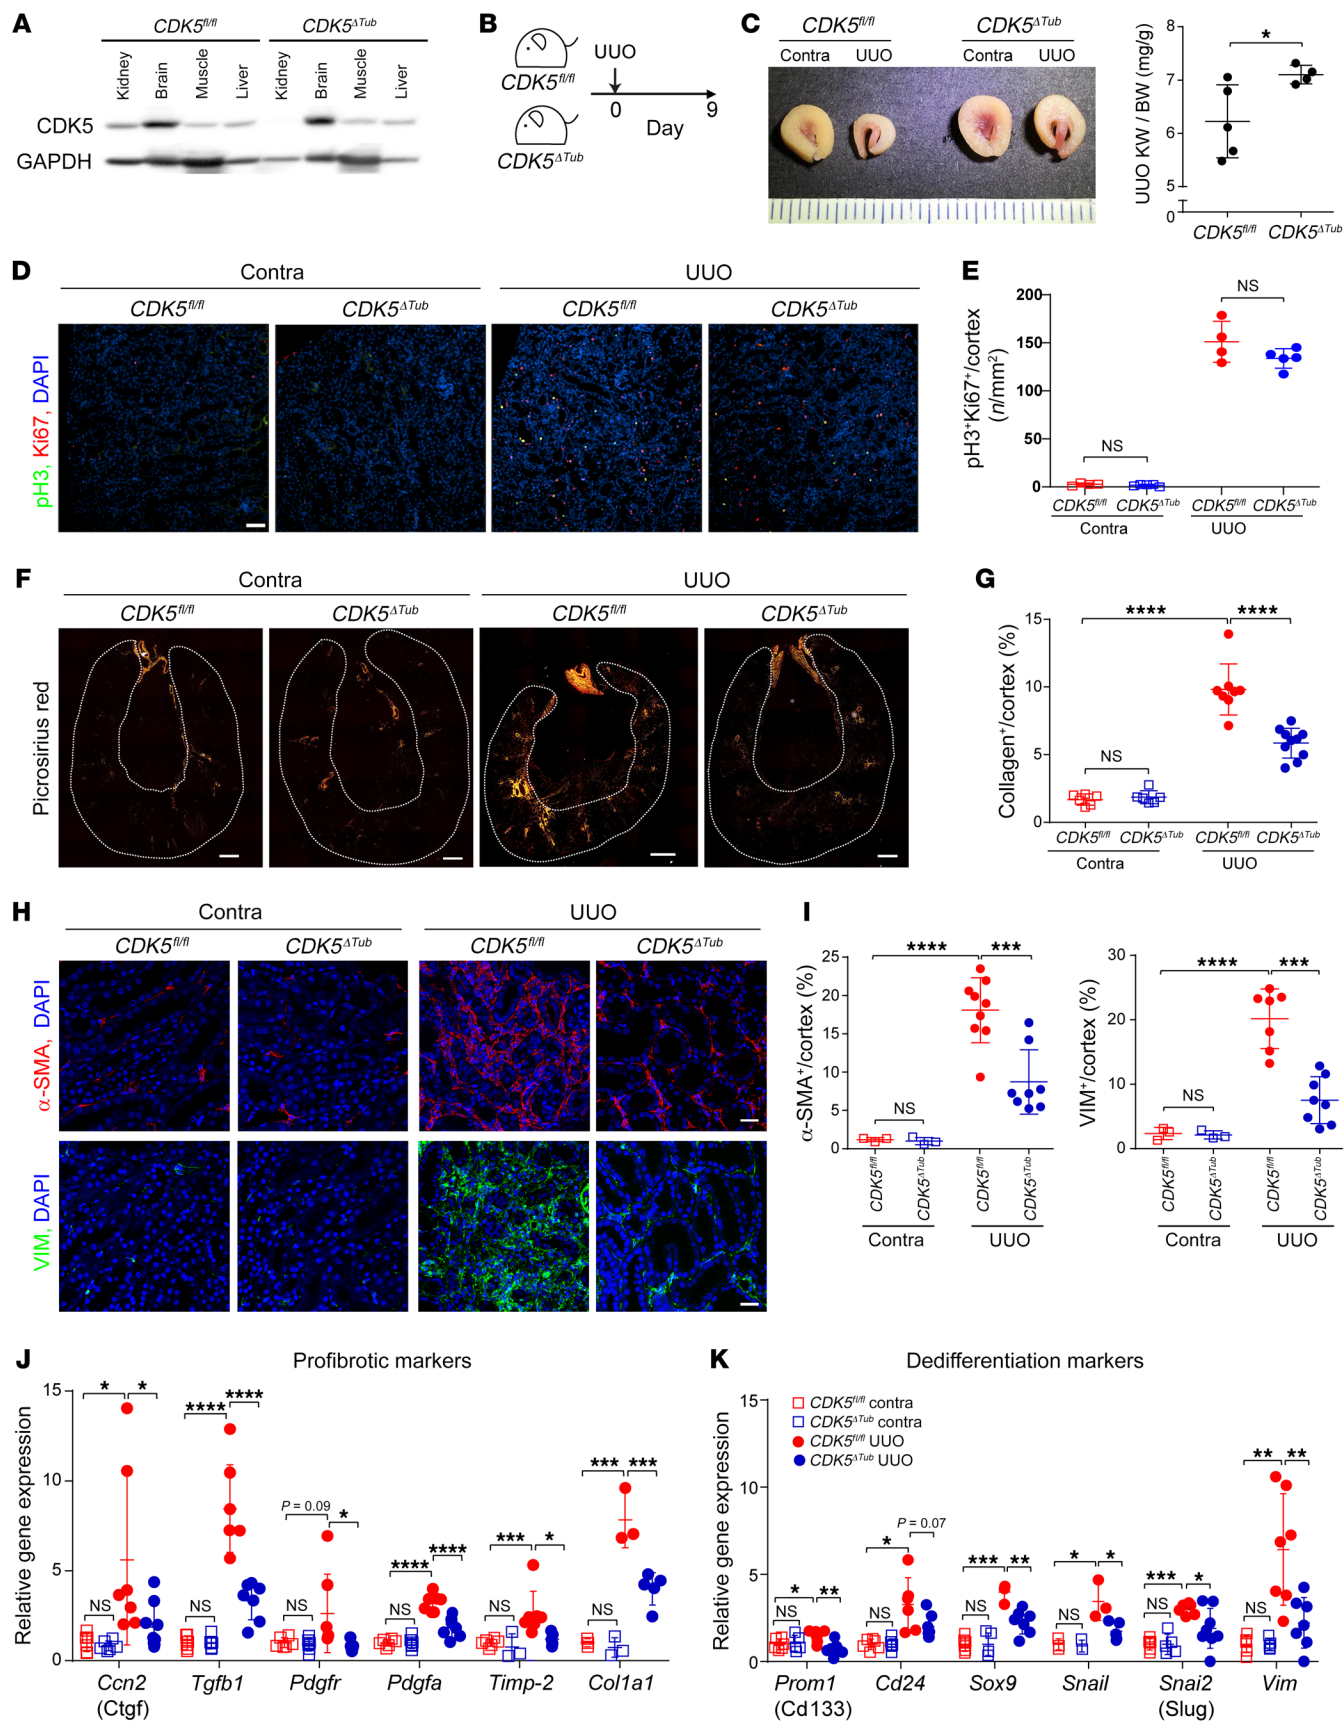 A
CDK5fl/fl CDK5ΔTub
Kidney Brain Muscle Liver Kidney Brain Muscle Liver
CDK5
GAPDH
B
CDK5fl/fl
CDK5ΔTub
UUO
0 9
Day
C
CDK5fl/fl CDK5ΔTub
Contra UUO Contra UUO
UUO KW / BW (mg/g)
8
7
6
5
0
*
CDK5fl/fl CDK5ΔTub
D
Contra UUO
CDK5fl/fl CDK5ΔTub CDK5fl/fl CDK5ΔTub
pH3, Ki67, DAPI
E
pH3+Ki67+/cortex
(n/mm2)
200
150
100
50
0
NS NS
CDK5fl/fl CDK5ΔTub CDK5fl/fl CDK5ΔTub
Contra UUO
F
Contra UUO
CDK5fl/fl CDK5ΔTub CDK5fl/fl CDK5ΔTub
Picrosirius red
G
Collagen+/cortex (%)
15
10
5
0
**** ****
NS
CDK5fl/fl CDK5ΔTub CDK5fl/fl CDK5ΔTub
Contra UUO
H
Contra UUO
CDK5fl/fl CDK5ΔTub CDK5fl/fl CDK5ΔTub
α-SMA, DAPI
VIM, DAPI
I
α-SMA+/cortex (%)
25
20
15
10
5
0
**** ***
NS
CDK5fl/fl CDK5ΔTub CDK5fl/fl CDK5ΔTub
Contra UUO
VIM+/cortex (%)
30
20
10
0
**** ***
NS
CDK5fl/fl CDK5ΔTub CDK5fl/fl CDK5ΔTub
Contra UUO
J
Profibrotic markers
Relative gene expression
15
10
5
0
* * **** **** P = 0.09 * **** **** *** * *** ***
NS NS NS NS NS NS
Ccn2 Tgfb1 Pdgfr Pdgfa Timp-2 Col1a1
(Ctgf)
K
Dedifferentiation markers
CDK5fl/fl contra
CDK5ΔTub contra
CDK5fl/fl UUO
CDK5ΔTub UUO
Relative gene expression
15
10
5
0
* ** * P = 0.07 *** ** * * *** * ** **
NS NS NS NS NS NS
Prom1 Cd24 Sox9 Snail Snai2 Vim
(Cd133) (Slug)